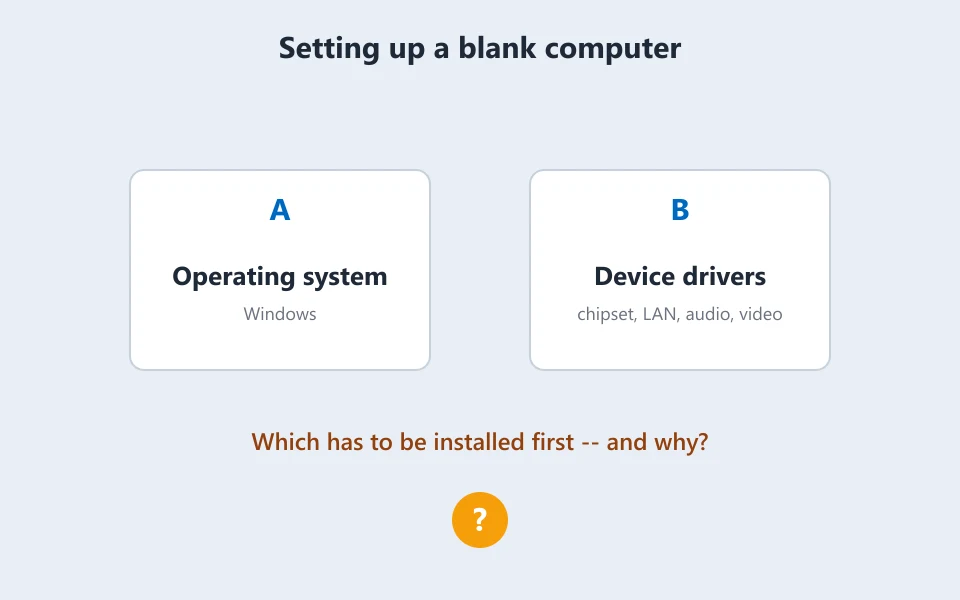 Setting up a blank computer
A
Operating system
Windows
B
Device drivers
chipset, LAN, audio, video
Which has to be installed first -- and why?
?